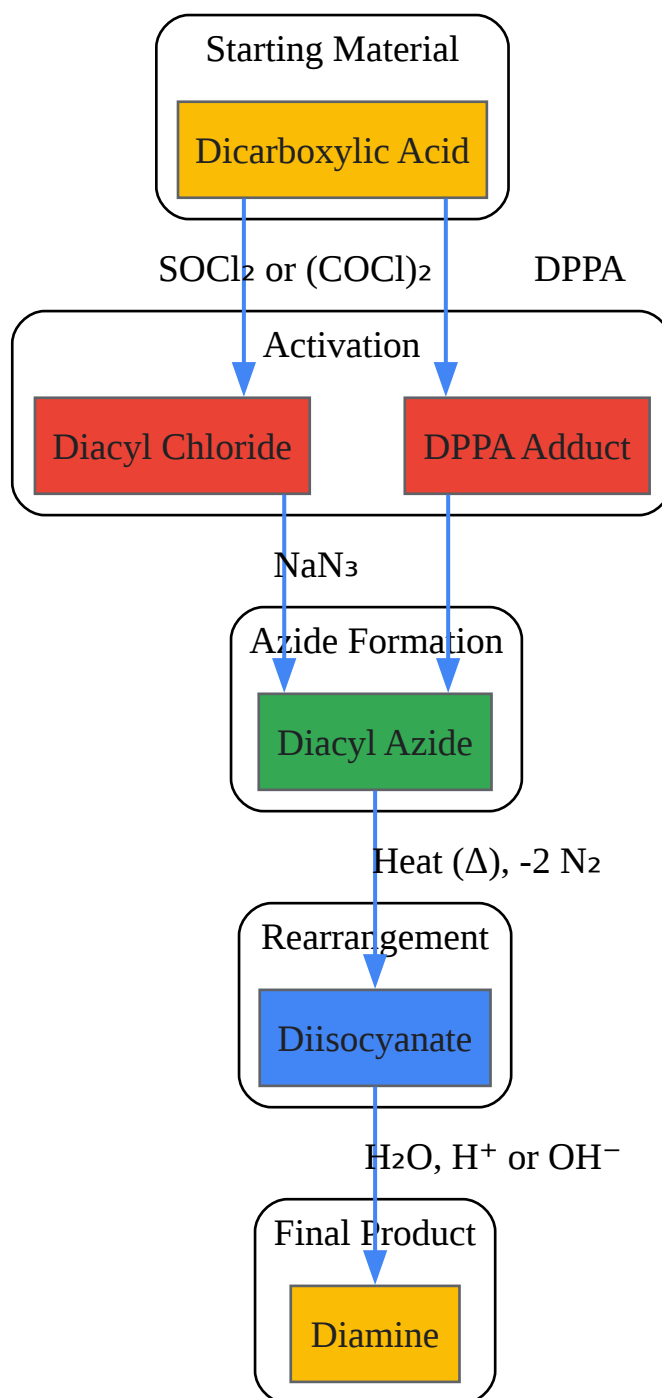 Starting Material
Dicarboxylic Acid
SOCl₂ or (COCl)₂
DPPA
Activation
Diacyl Chloride
DPPA Adduct
NaN₃
Azide Formation
Diacyl Azide
Heat (Δ), -2 N₂
Rearrangement
Diisocyanate
H₂O, H⁺ or OH⁻
Final Product
Diamine